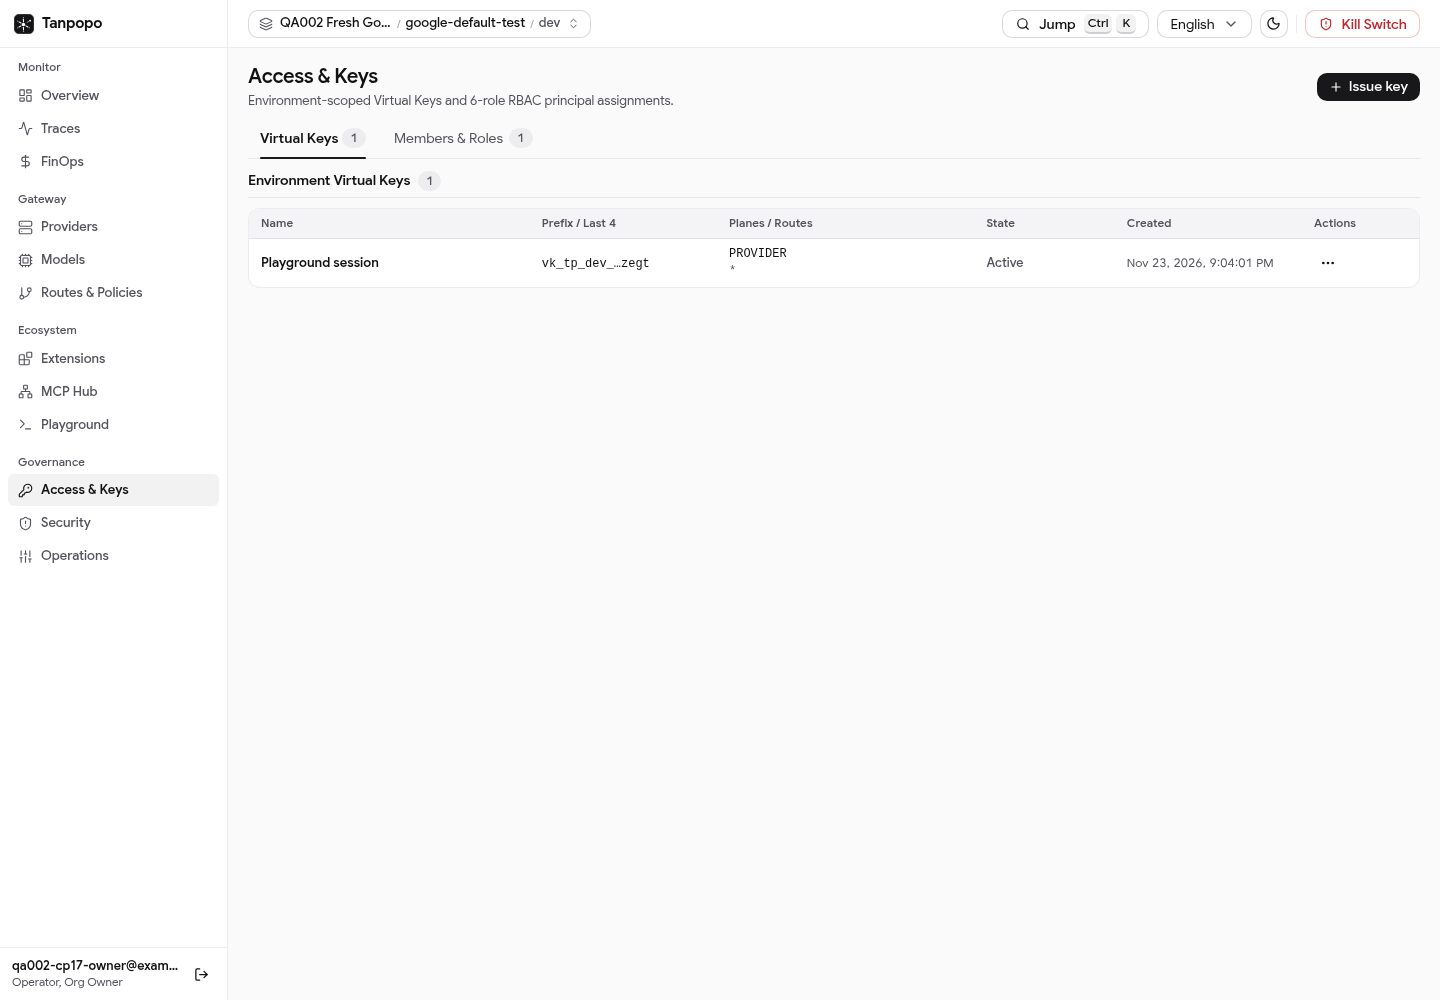 Tanpopo
QA002 Fresh Go... / google-default-test / dev
Jump Ctrl K
English
Kill Switch
Monitor
Overview
Traces
FinOps
Gateway
Providers
Models
Routes & Policies
Ecosystem
Extensions
MCP Hub
Playground
Governance
Access & Keys
Security
Operations
qa002-cp17-owner@exam...
Operator, Org Owner
Access & Keys
Environment-scoped Virtual Keys and 6-role RBAC principal assignments.
+ Issue key
Virtual Keys 1 Members & Roles 1
Environment Virtual Keys 1
Name Prefix / Last 4 Planes / Routes State Created Actions
Playground session vk_tp_dev_…zegt PROVIDER Active Nov 23, 2026, 9:04:01 PM ...
*